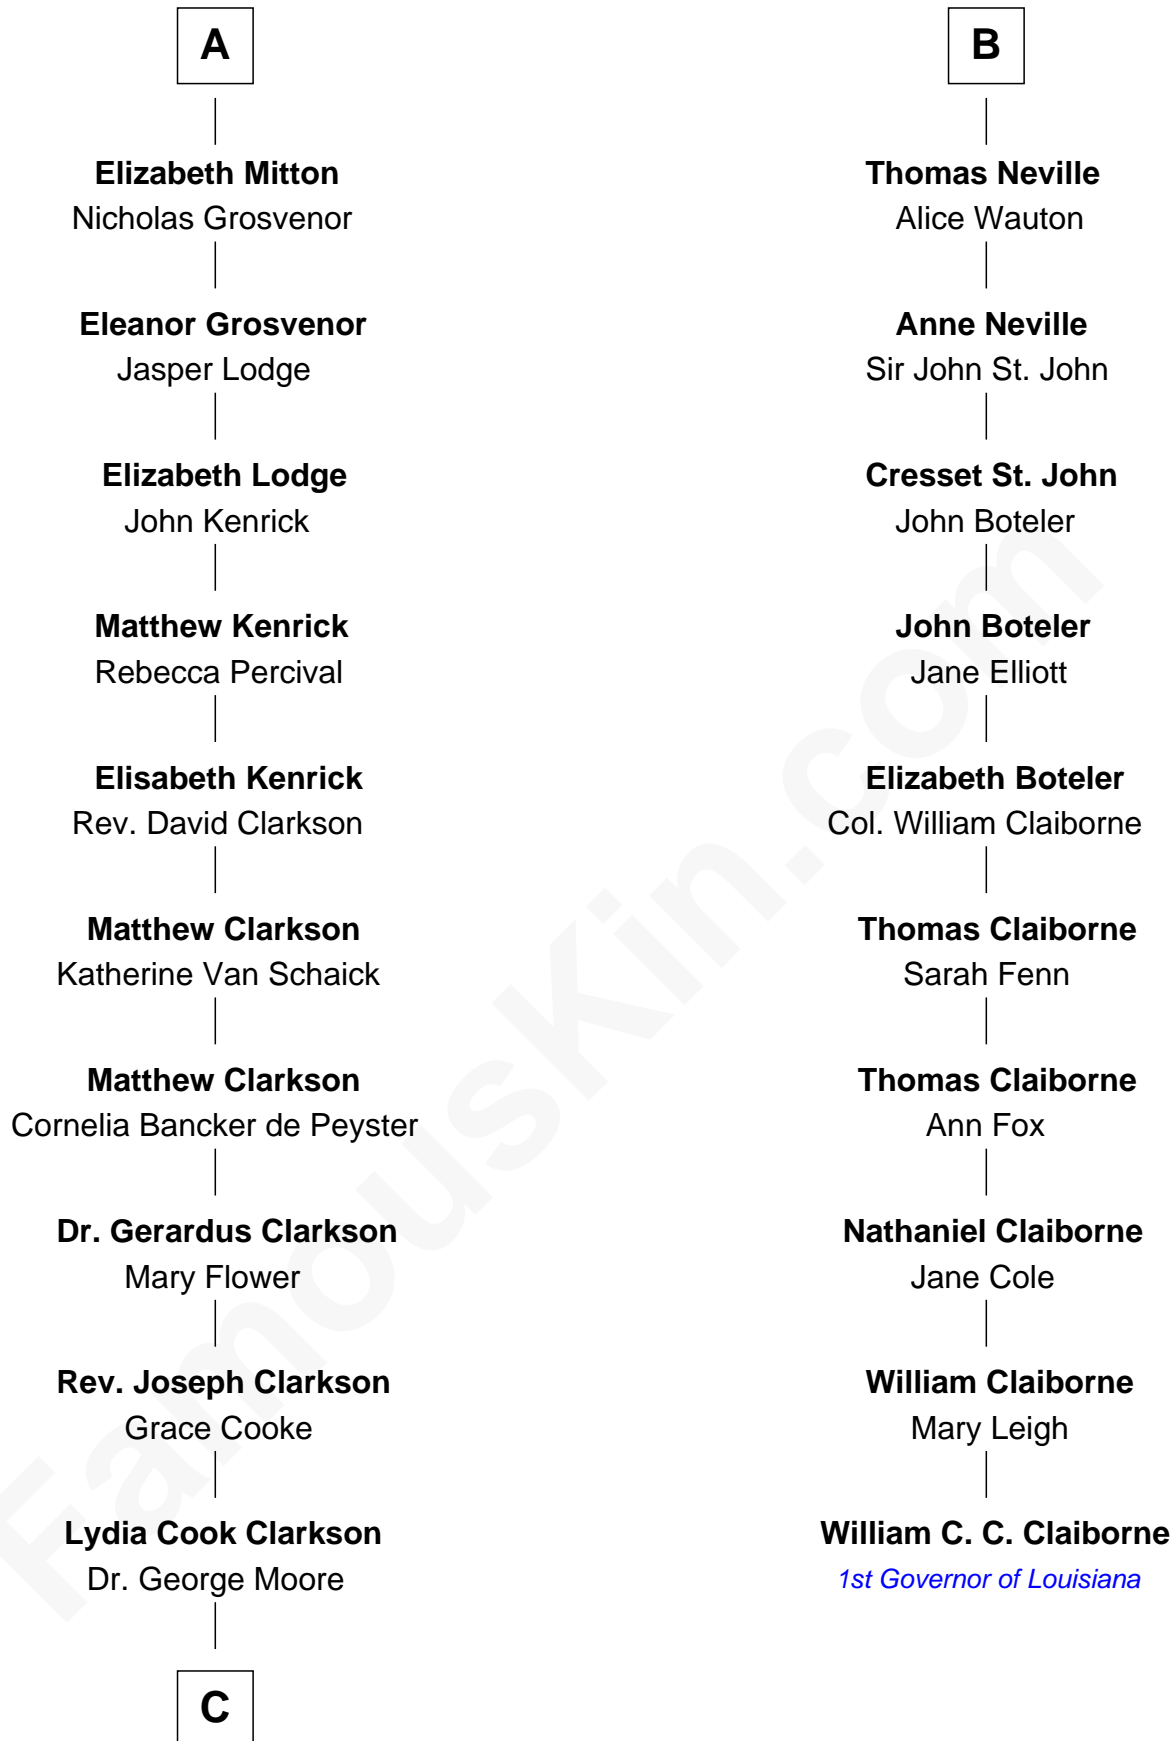 A
Elizabeth Mitton
Nicholas Grosvenor
Eleanor Grosvenor
Jasper Lodge
Elizabeth Lodge
John Kenrick
Matthew Kenrick
Rebecca Percival
Elisabeth Kenrick
Rev. David Clarkson
Matthew Clarkson
Katherine Van Schaick
Matthew Clarkson
Cornelia Bancker de Peyster
Dr. Gerardus Clarkson
Mary Flower
Rev. Joseph Clarkson
Grace Cooke
Lydia Cook Clarkson
Dr. George Moore
C
B
Thomas Neville
Alice Wauton
Anne Neville
Sir John St. John
Cresset St. John
John Boteler
John Boteler
Jane Elliott
Elizabeth Boteler
Col. William Claiborne
Thomas Claiborne
Sarah Fenn
Thomas Claiborne
Ann Fox
Nathaniel Claiborne
Jane Cole
William Claiborne
Mary Leigh
William C. C. Claiborne
1st Governor of Louisiana
FamousKin.com